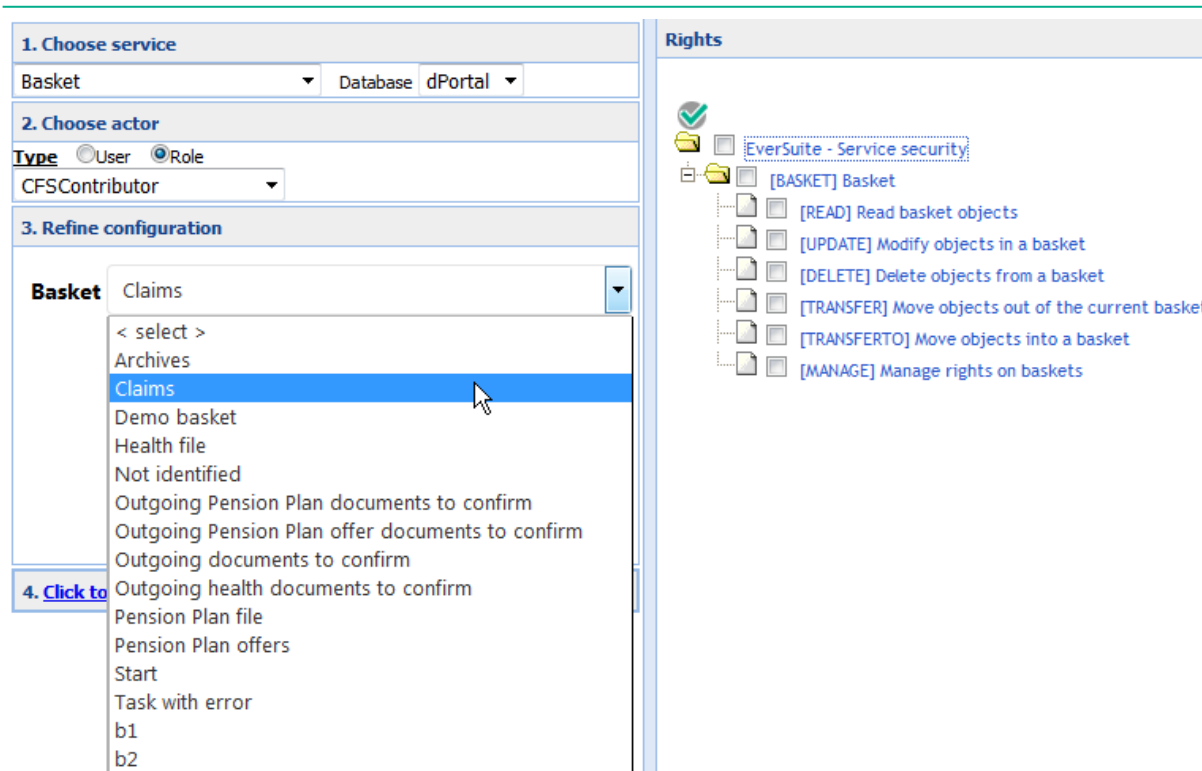 1. Choose service
Basket Database dPortal
2. Choose actor
Type User Role
CFSContributor
3. Refine configuration
Basket Claims
< select >
Archives
Claims
Demo basket
Health file
Not identified
Outgoing Pension Plan documents to confirm
Outgoing Pension Plan offer documents to confirm
Outgoing documents to confirm
Outgoing health documents to confirm
4. Click to
Pension Plan file
Pension Plan offers
Start
Task with error
b1
b2
Rights
EverSuite - Service security
[BASKET] Basket
[READ] Read basket objects
[UPDATE] Modify objects in a basket
[DELETE] Delete objects from a basket
[TRANSFER] Move objects out of the current basket
[TRANSFERTO] Move objects into a basket
[MANAGE] Manage rights on baskets